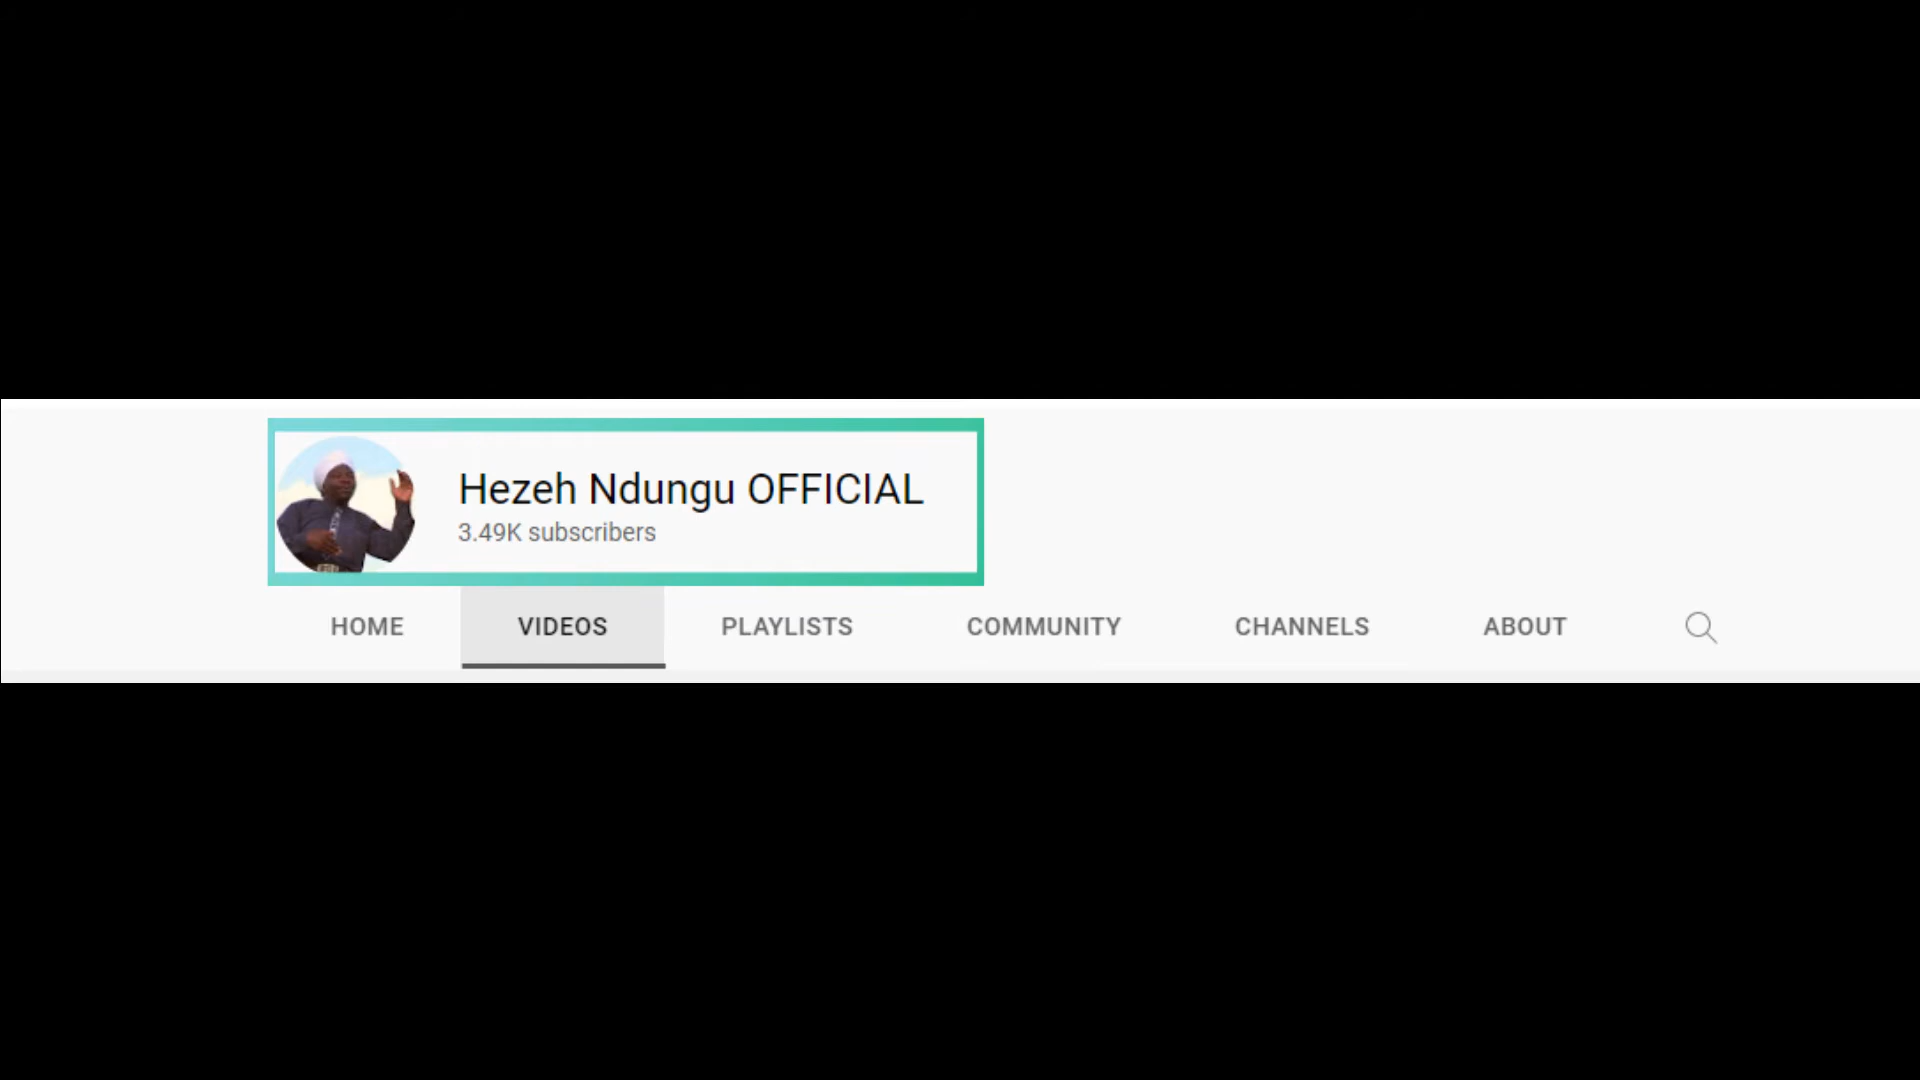 Hezeh Ndungu OFFICIAL
3.49K subscribers
HOME VIDEOS PLAYLISTS COMMUNITY CHANNELS ABOUT